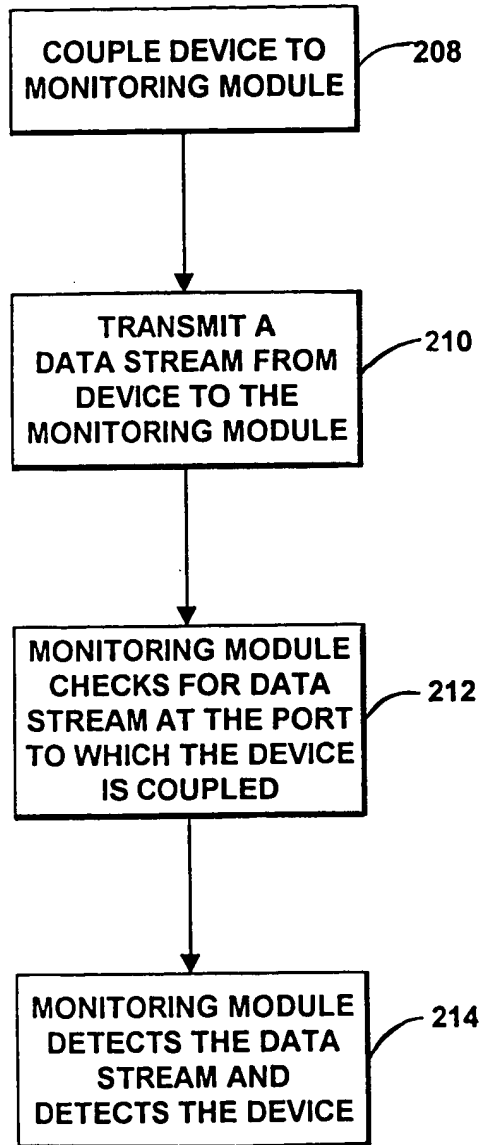 COUPLE DEVICE TO
MONITORING MODULE
208
TRANSMIT A
DATA STREAM FROM
DEVICE TO THE
MONITORING MODULE
210
MONITORING MODULE
CHECKS FOR DATA
STREAM AT THE PORT
TO WHICH THE DEVICE
IS COUPLED
212
MONITORING MODULE
DETECTS THE DATA
STREAM AND
DETECTS THE DEVICE
214